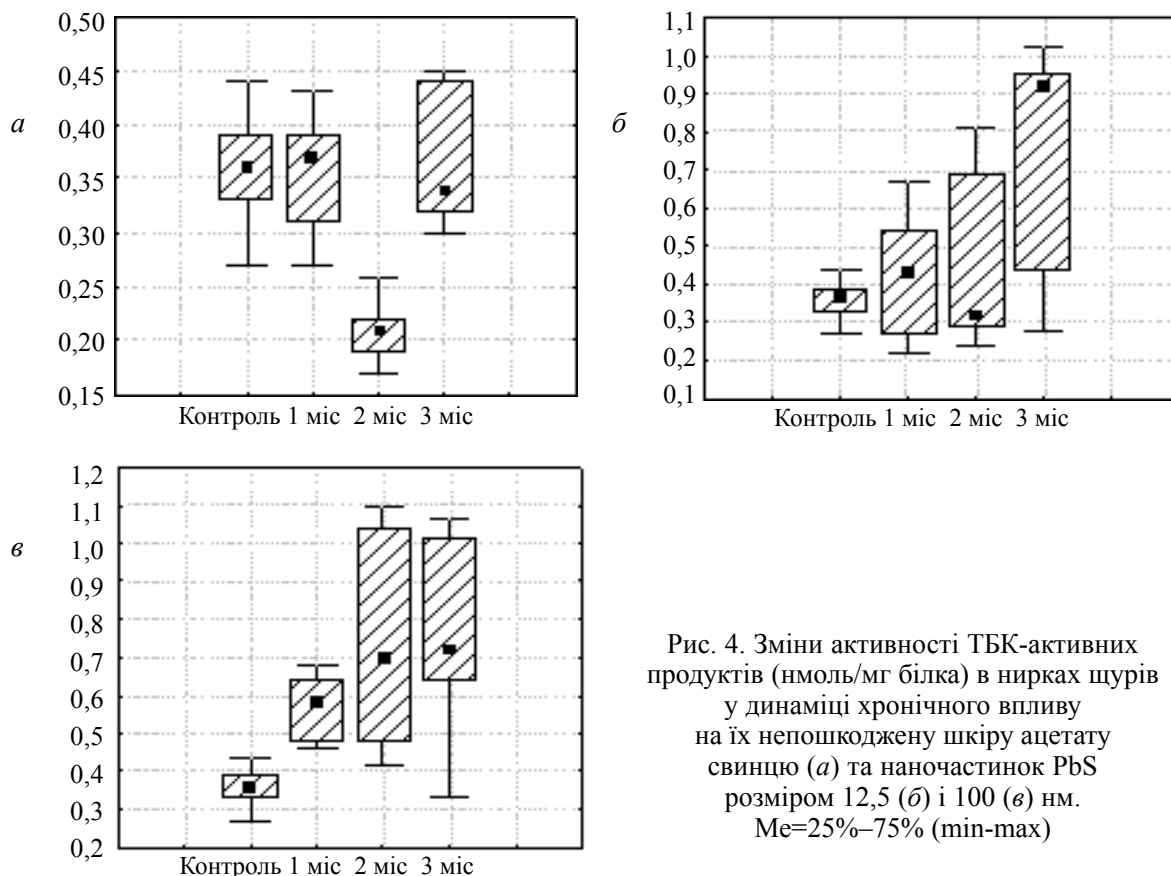 а
0,50
0,45
0,40
0,35
0,30
0,25
0,20
0,15
Контроль 1 міс 2 міс 3 міс
б
1,1
1,0
0,9
0,8
0,7
0,6
0,5
0,4
0,3
0,2
0,1
Контроль 1 міс 2 міс 3 міс
в
1,2
1,1
1,0
0,9
0,8
0,7
0,6
0,5
0,4
0,3
0,2
Контроль 1 міс 2 міс 3 міс
Рис. 4. Зміни активності ТБК-активних
продуктів (нмоль/мг білка) в нирках щурів
у динаміці хронічного впливу
на їх непошкоджену шкіру ацетату
свинцю (а) та наночастинок PbS
розміром 12,5 (б) і 100 (в) нм.
Ме=25%–75% (min-max)